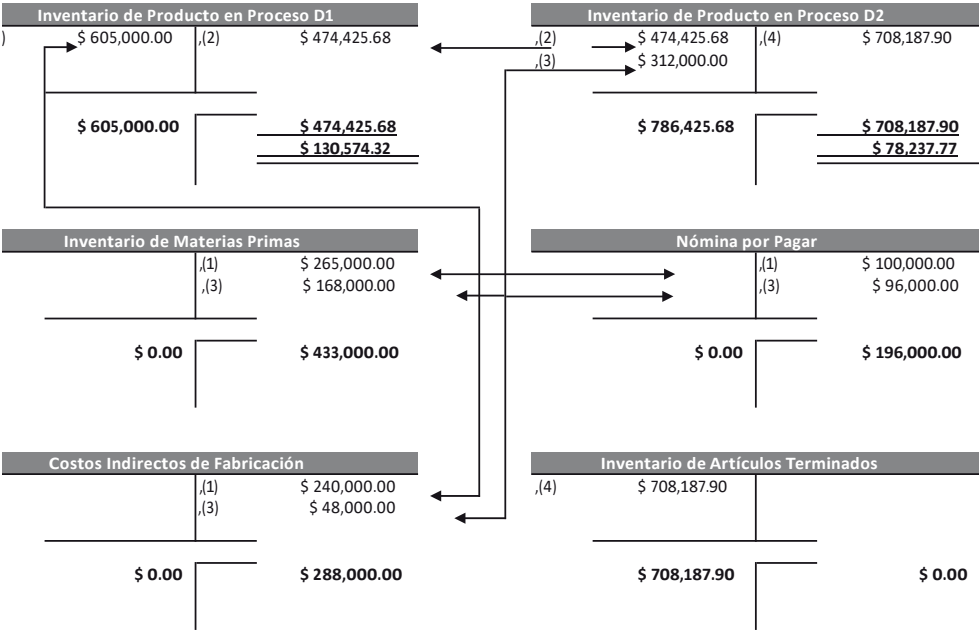 Inventario de Producto en Proceso D1
) $ 605,000.00 ,(2) $ 474,425.68
$ 605,000.00 $ 474,425.68
$ 130,574.32
Inventario de Producto en Proceso D2
,(2) $ 474,425.68 ,(4) $ 708,187.90
,(3) $ 312,000.00
$ 786,425.68 $ 708,187.90
$ 78,237.77
Inventario de Materias Primas
,(1) $ 265,000.00
,(3) $ 168,000.00
$ 0.00 $ 433,000.00
Nómina por Pagar
,(1) $ 100,000.00
,(3) $ 96,000.00
$ 0.00 $ 196,000.00
Costos Indirectos de Fabricación
,(1) $ 240,000.00
,(3) $ 48,000.00
$ 0.00 $ 288,000.00
Inventario de Artículos Terminados
,(4) $ 708,187.90
$ 708,187.90 $ 0.00